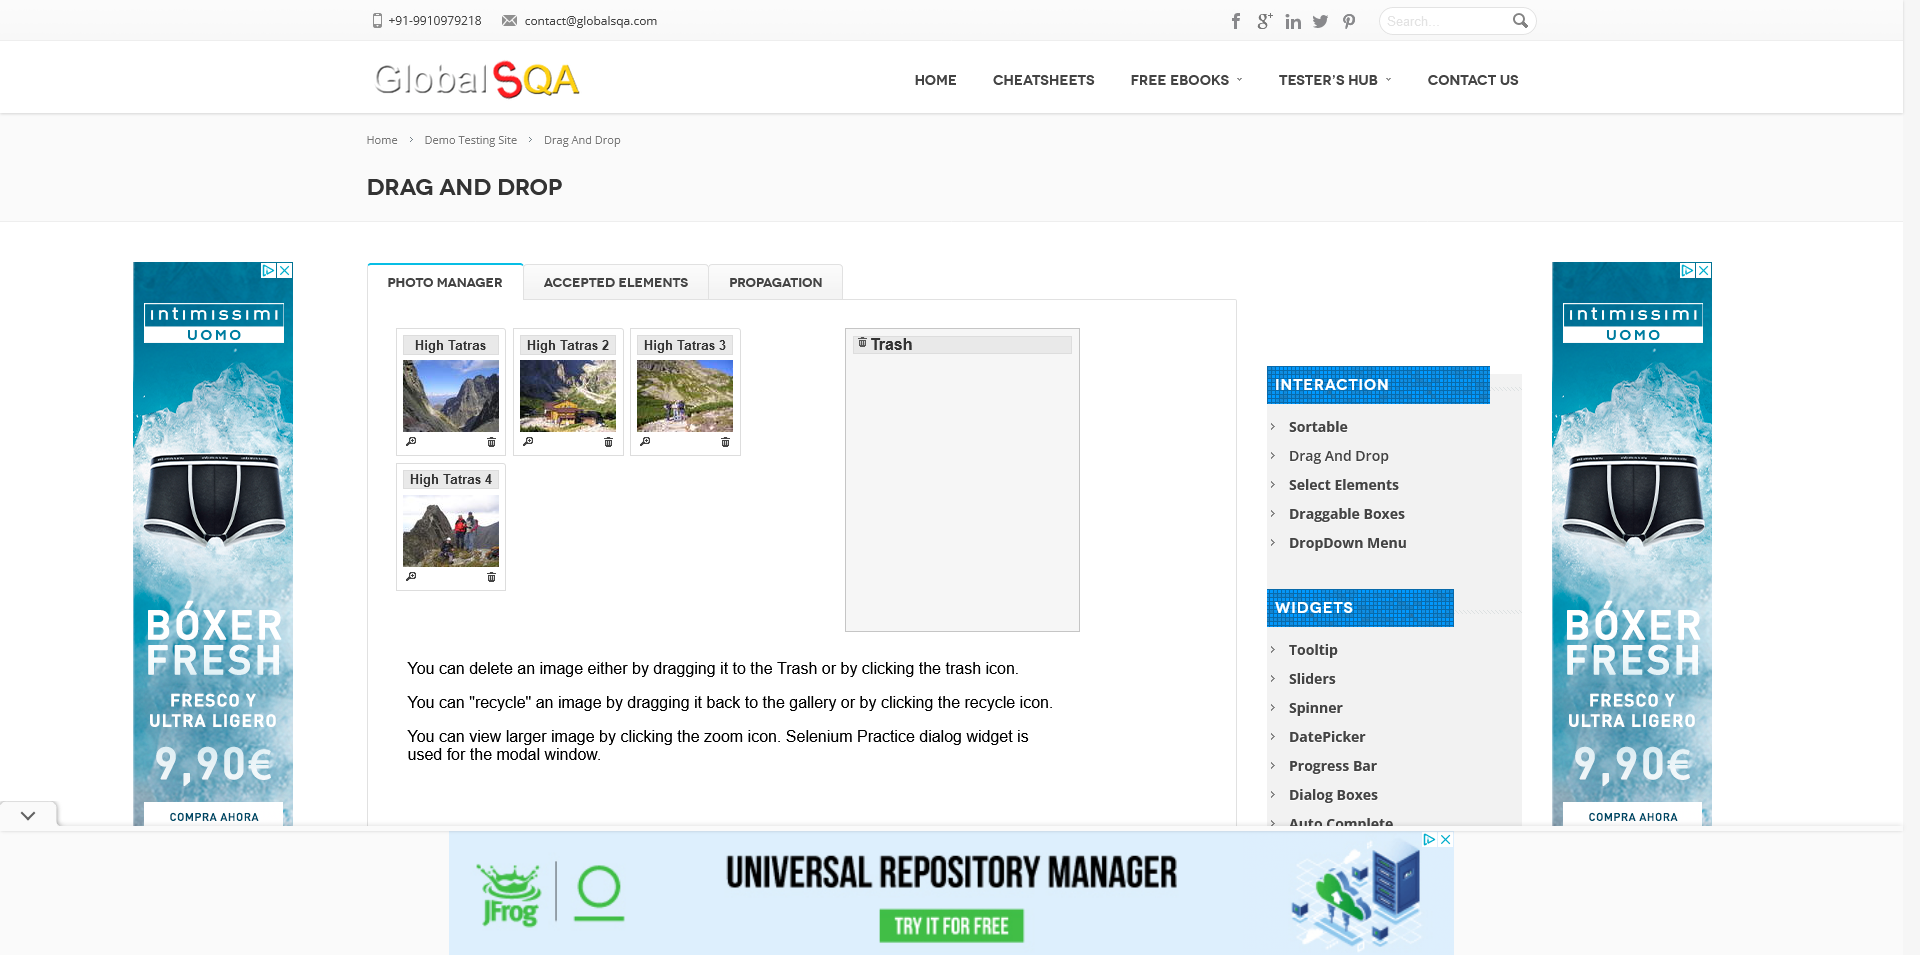 +91-9910979218 contact@globalsqa.com Search...
GlobalSQA
HOME CHEATSHEETS FREE EBOOKS TESTER'S HUB CONTACT US
Home Demo Testing Site Drag And Drop
DRAG AND DROP
intimissimi
UOMO
BÓXER
FRESH
FRESCO Y
ULTRA LIGERO
9,90€
COMPRA AHORA
PHOTO MANAGER ACCEPTED ELEMENTS PROPAGATION
High Tatras High Tatras 2 High Tatras 3
High Tatras 4
Trash
You can delete an image either by dragging it to the Trash or by clicking the trash icon.
You can "recycle" an image by dragging it back to the gallery or by clicking the recycle icon.
You can view larger image by clicking the zoom icon. Selenium Practice dialog widget is
used for the modal window.
INTERACTION
Sortable
Drag And Drop
Select Elements
Draggable Boxes
DropDown Menu
WIDGETS
Tooltip
Sliders
Spinner
DatePicker
Progress Bar
Dialog Boxes
Auto Complete
intimissimi
UOMO
BÓXER
FRESH
FRESCO Y
ULTRA LIGERO
9,90€
COMPRA AHORA
JFrog
UNIVERSAL REPOSITORY MANAGER
TRY IT FOR FREE